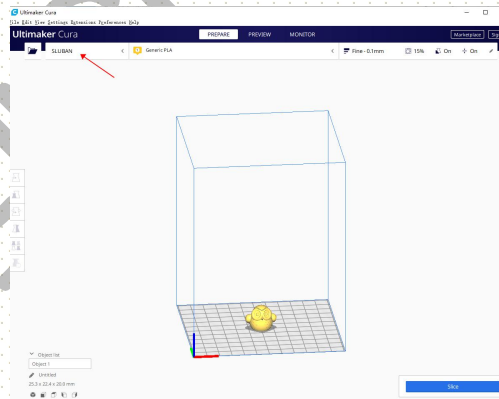 Ultimaker Cura
File Edit View Settings Extensions Preferences Help
Ultimaker Cura PREPARE PREVIEW MONITOR Marketplace
SLUBAN Generic PLA Fine - 0.1mm 15% On On
Object list
Object 1
Untitled
25.3 x 22.4 x 20.0 mm
Slice